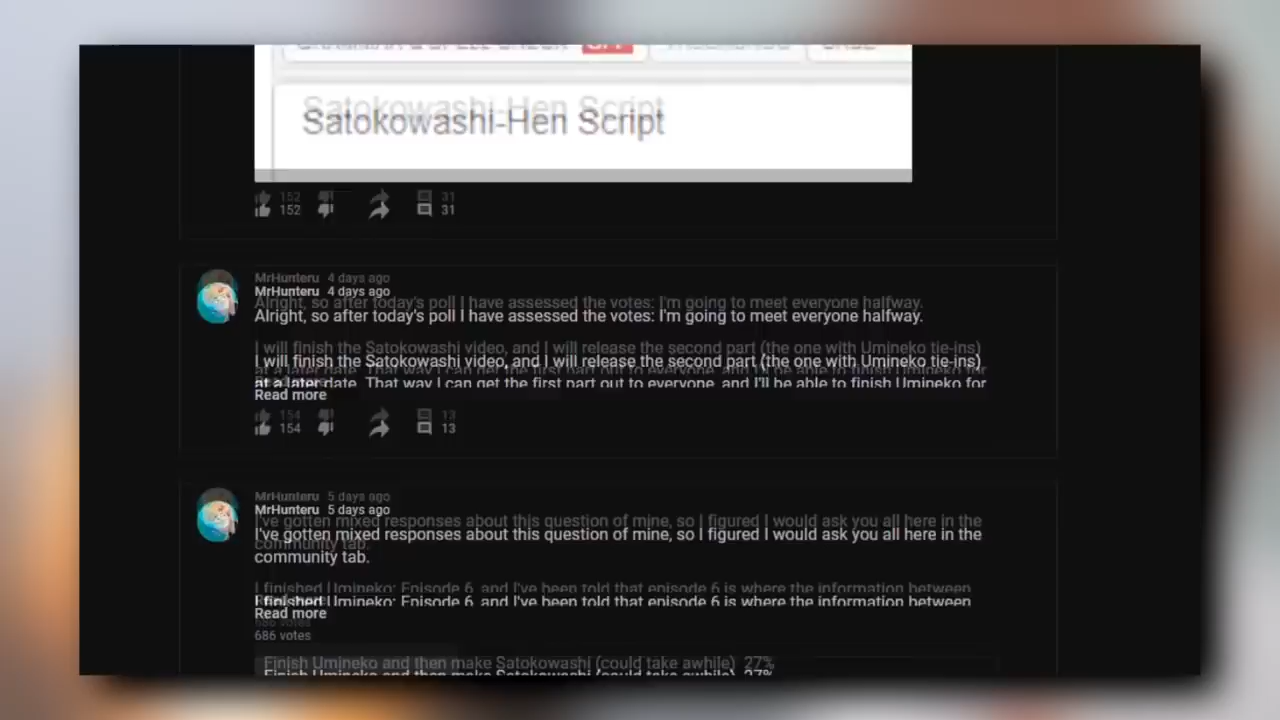 Satokowashi-Hen Script
152
31
MrHunteru 4 days ago
Alright, so after today's poll I have assessed the votes: I'm going to meet everyone halfway.
I will finish the Satokowashi video, and I will release the second part (the one with Umineko tie-ins)
at a later date. That way I can get the first part out to everyone, and I'll be able to finish Umineko for
Read more
154
13
MrHunteru 5 days ago
I've gotten mixed responses about this question of mine, so I figured I would ask you all here in the
community tab.
I finished Umineko: Episode 6, and I've been told that episode 6 is where the information between
Read more
686 votes
Finish Umineko and then make Satokowashi (could take awhile) 27%